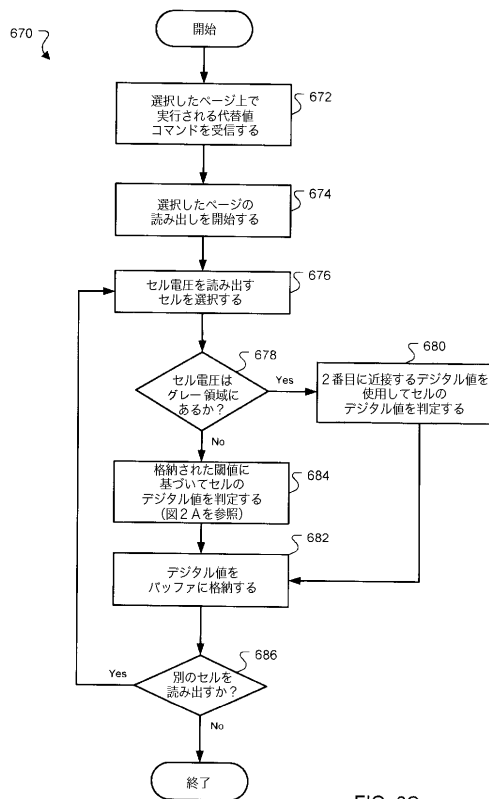 670
開始
選択したページ上で
実行される代替値
コマンドを受信する
672
選択したページの
読み出しを開始する
674
セル電圧を読み出す
セルを選択する
676
セル電圧は
グレー領域に
あるか?
678
Yes
No
2番目に近接するデジタル値を
使用してセルの
デジタル値を判定する
680
格納された閾値に
基づいてセルの
デジタル値を判定する
(図2Aを参照)
684
デジタル値を
バッファに格納する
682
別のセルを
読み出すか?
686
Yes
No
終了